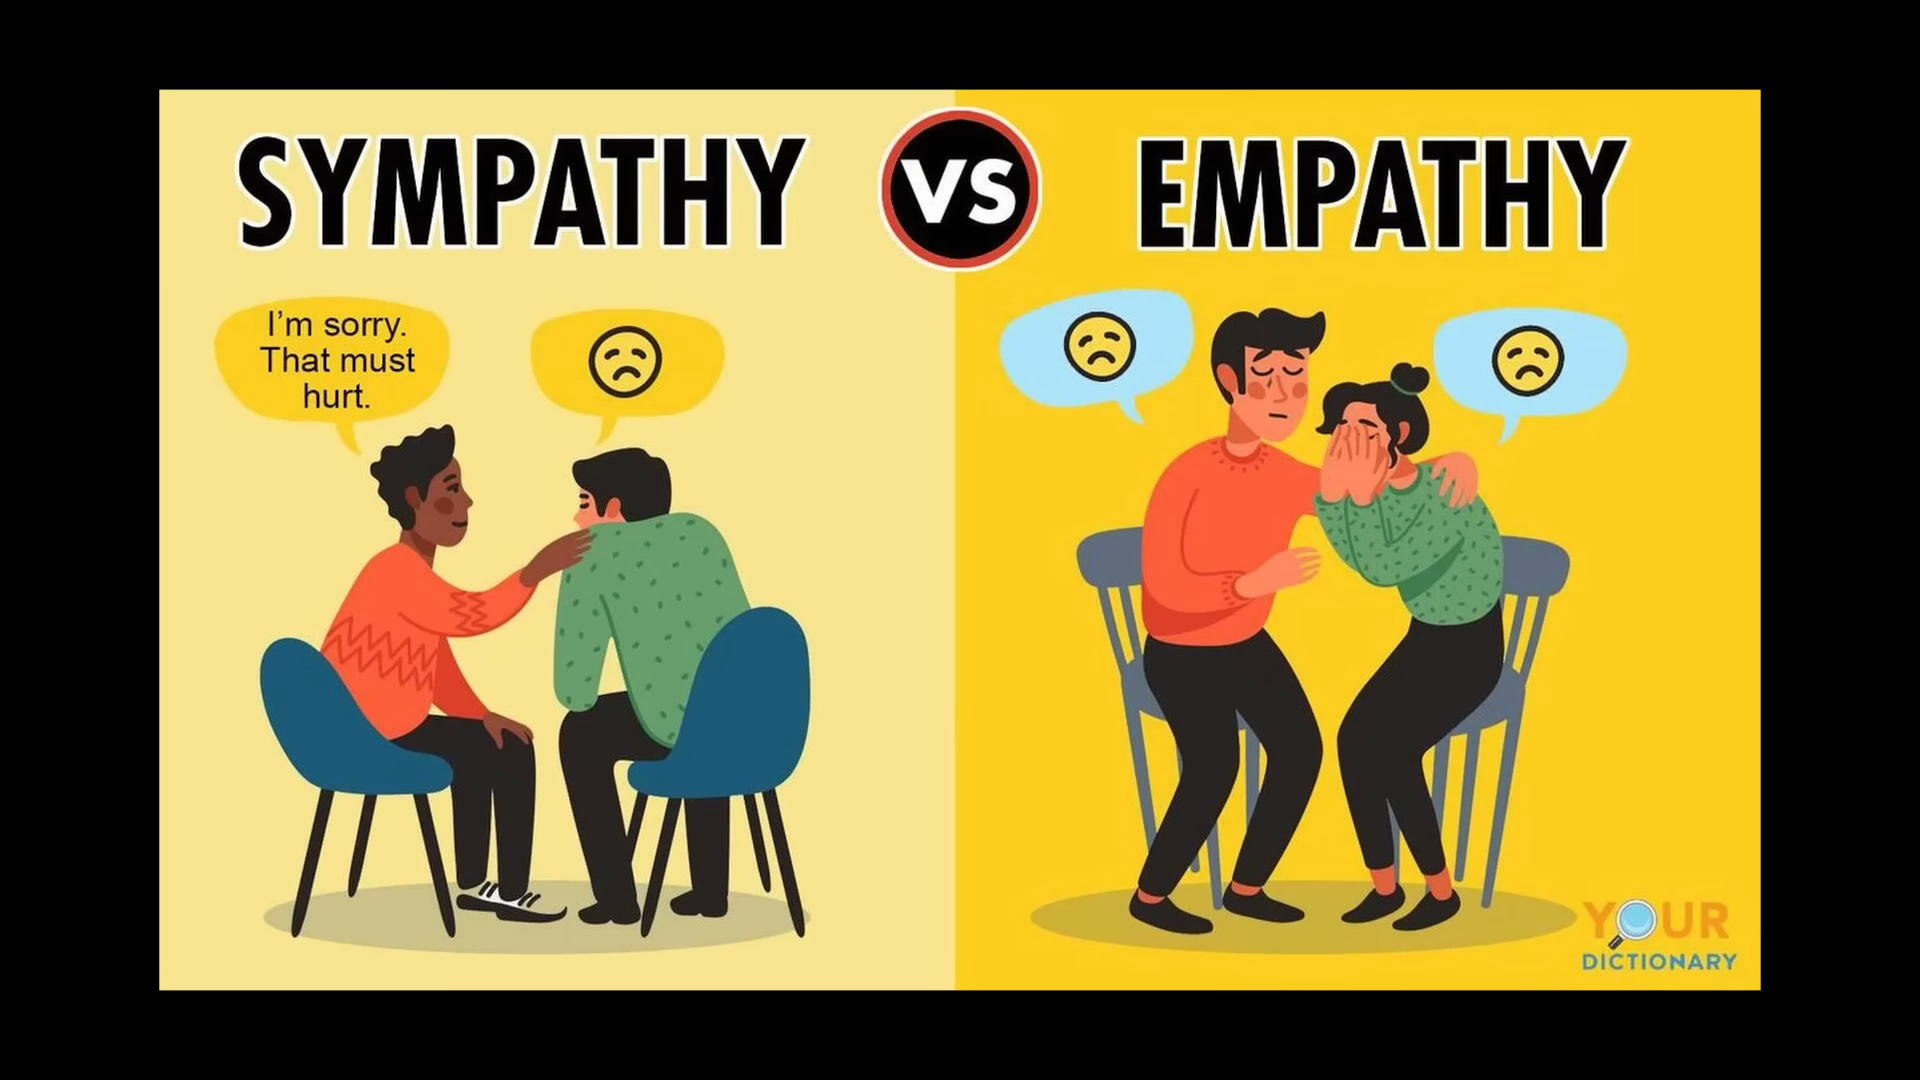 SYMPATHY
VS
EMPATHY
I'm sorry.
That must
hurt.
YOUR
DICTIONARY